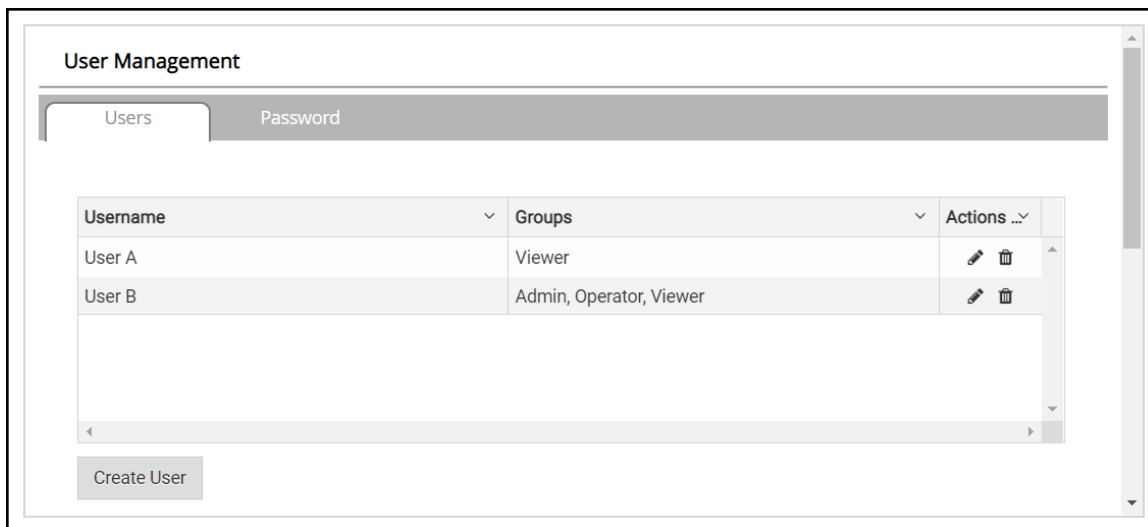 User Management
Users Password
Username Groups Actions ...
User A Viewer
User B Admin, Operator, Viewer
Create User